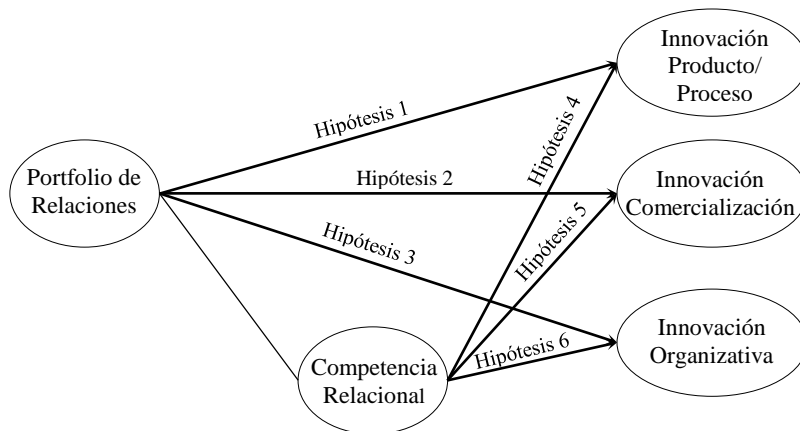 Innovación
Producto/
Proceso
Hipótesis 1
Hipótesis 4
Portfolio de
Relaciones
Hipótesis 2
Innovación
Comercialización
Hipótesis 5
Hipótesis 3
Innovación
Organizativa
Hipótesis 6
Competencia
Relacional